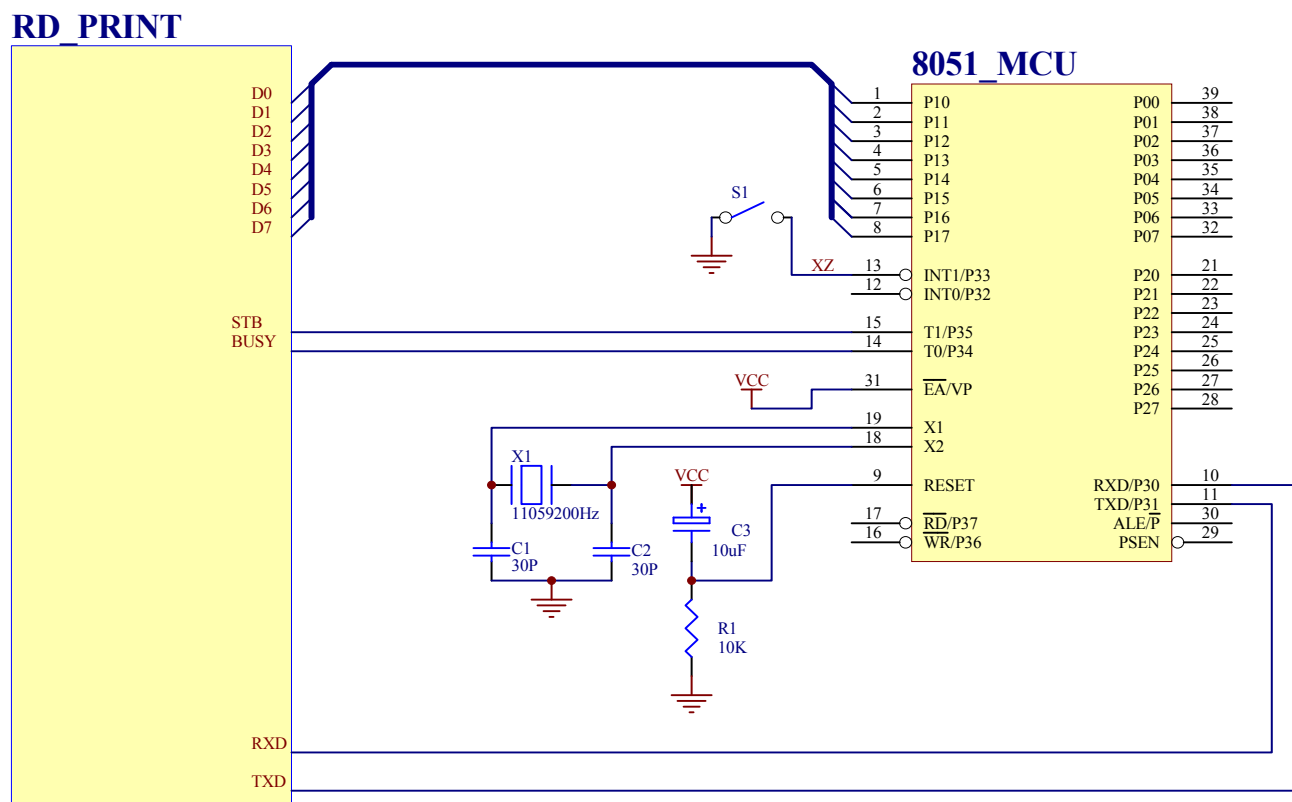 RD_PRINT
D0
D1
D2
D3
D4
D5
D6
D7
STB
BUSY
RXD
TXD
S1
XZ
VCC
X1
11059200Hz
C1
30P
C2
30P
VCC
C3
10uF
R1
10K
8051_MCU
1 P10
2 P11
3 P12
4 P13
5 P14
6 P15
7 P16
8 P17
13 INT1/P33
12 INT0/P32
15 T1/P35
14 T0/P34
31 EA/VP
19 X1
18 X2
9 RESET
17 RD/P37
16 WR/P36
P00 39
P01 38
P02 37
P03 36
P04 35
P05 34
P06 33
P07 32
P20 21
P21 22
P22 23
P23 24
P24 25
P25 26
P26 27
P27 28
RXD/P30 10
TXD/P31 11
ALE/P 30
PSEN 29